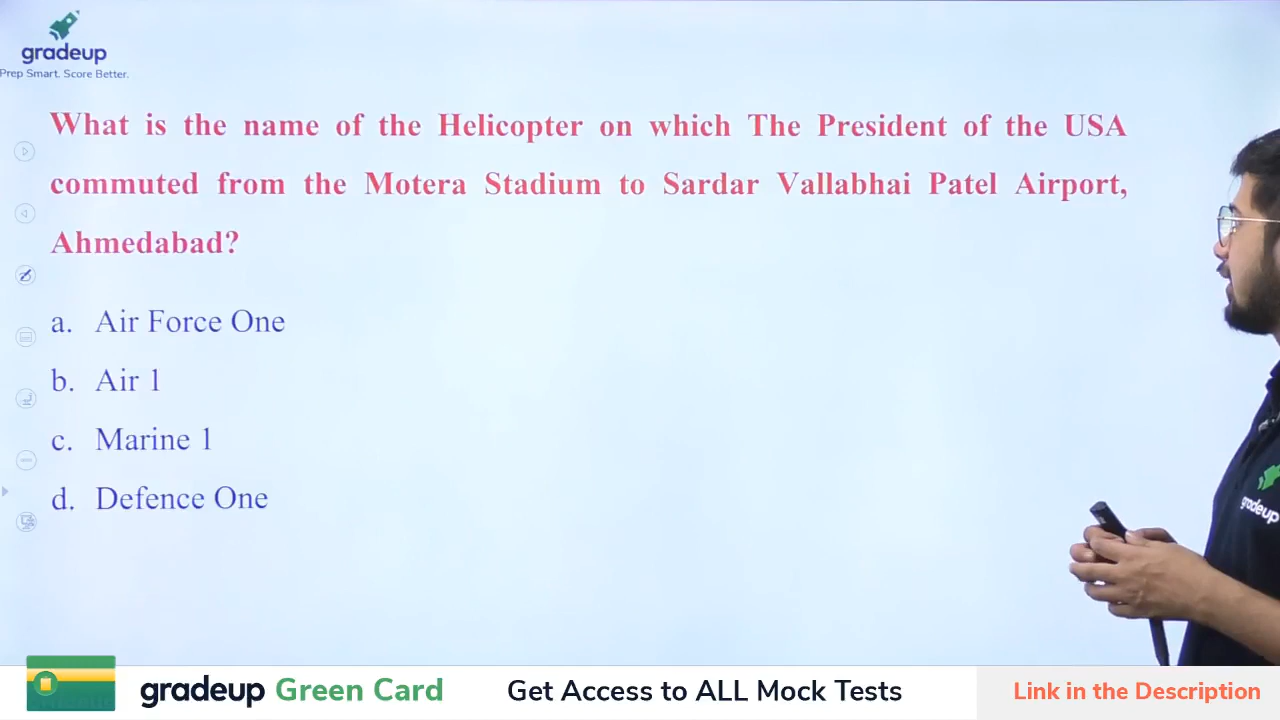 gradeup
Prep Smart. Score Better.
What is the name of the Helicopter on which The President of the USA
commuted from the Motera Stadium to Sardar Vallabhai Patel Airport,
Ahmedabad?
a. Air Force One
b. Air 1
c. Marine 1
d. Defence One
gradeup
gradeup Green Card
Get Access to ALL Mock Tests
Link in the Description